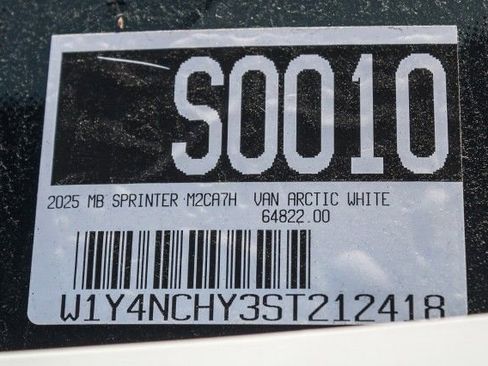 S0010
2025 MB SPRINTER M2CA7H VAN ARCTIC WHITE
64822.00
W1Y4NCHY3ST212418